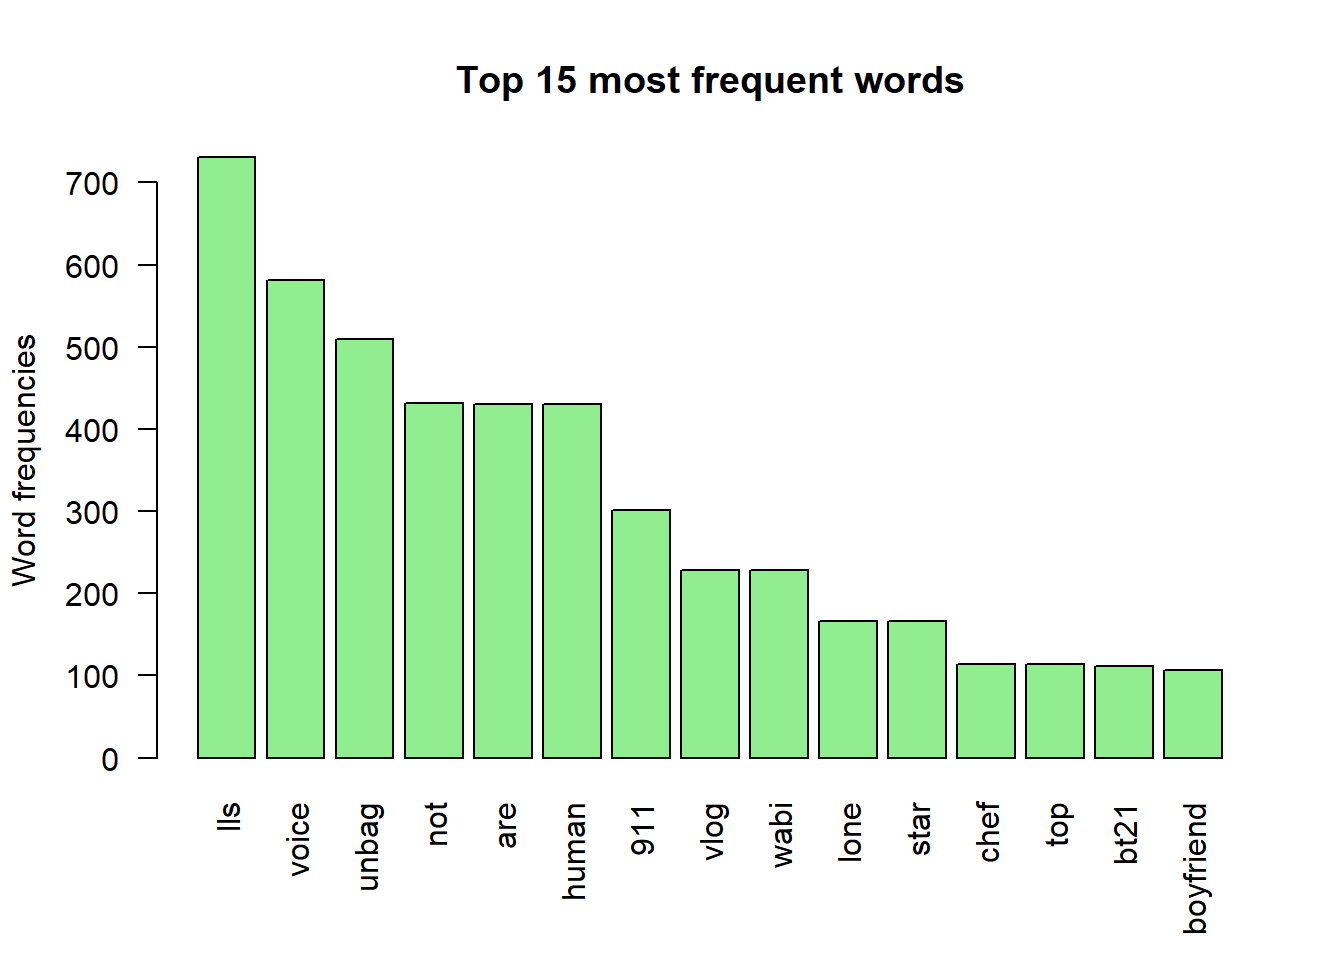 Top 15 most frequent words
Word frequencies
700
600
500
400
300
200
100
0
lls
voice
unbag
not
are
human
911
vlog
wabi
lone
star
chef
top
bt21
boyfriend